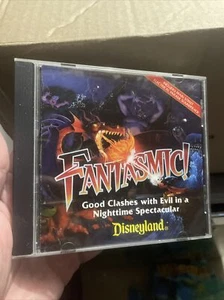 FANTASMIC!
Good Clashes with Evil in a
Nighttime Spectacular
Disneyland